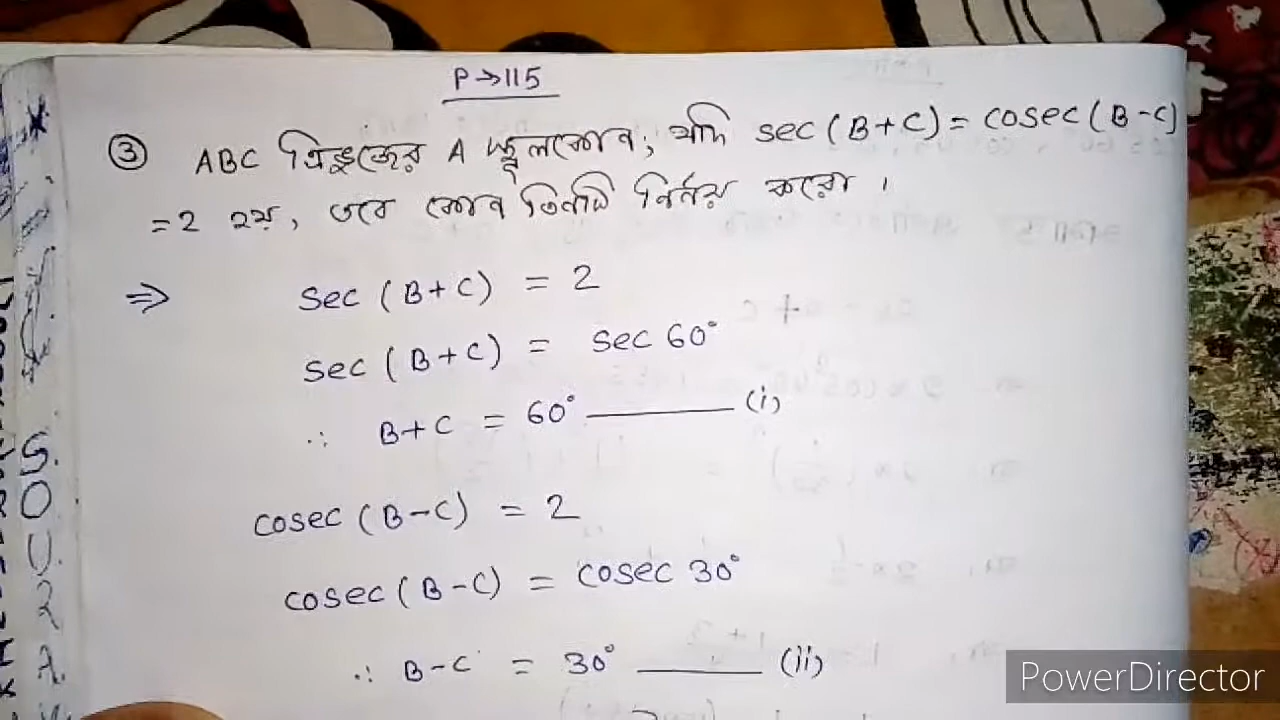 P→115
③ ABC ত্রিভুজের A স্থূলকোণ, যদি sec (B+C) = cosec (B-C)
= 2 হয়, তবে কোণ তিনটি নির্ণয় করো ।
⇒ sec (B+C) = 2
sec (B+C) = sec 60°
∴ B+C = 60° ——— (i)
cosec (B-C) = 2
cosec (B-C) = cosec 30°
∴ B-C = 30° ——— (ii)
S.
O
U.
2
PowerDirector